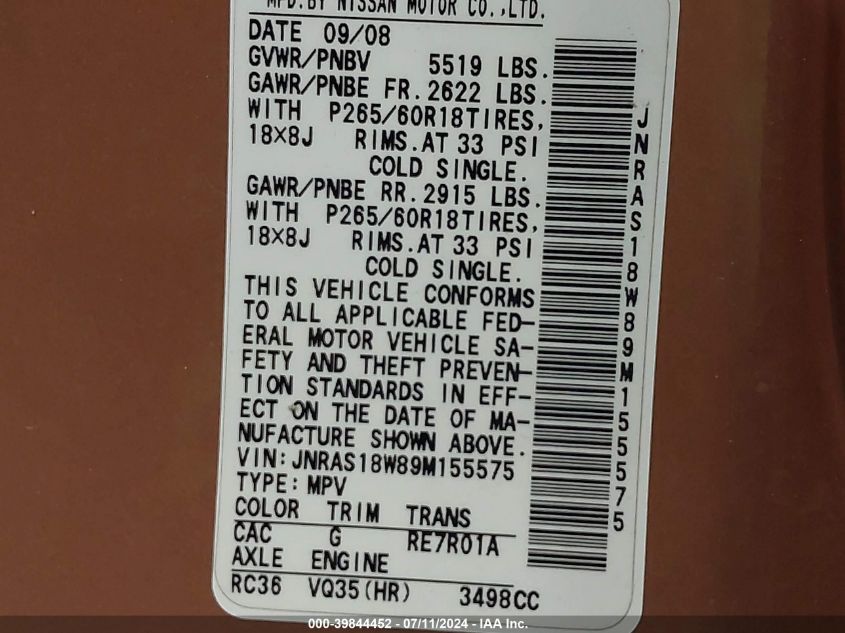 MFD.BY NISSAN MOTOR CO.,LTD.
DATE 09/08
GVWR/PNBV 5519 LBS.
GAWR/PNBE FR.2622 LBS.
WITH P265/60R18TIRES,
18×8J RIMS.AT 33 PSI
COLD SINGLE.
GAWR/PNBE RR.2915 LBS.
WITH P265/60R18TIRES,
18×8J RIMS.AT 33 PSI
COLD SINGLE.
THIS VEHICLE CONFORMS
TO ALL APPLICABLE FED-
ERAL MOTOR VEHICLE SA-
FETY AND THEFT PREVEN-
TION STANDARDS IN EFF-
ECT ON THE DATE OF MA-
NUFACTURE SHOWN ABOVE.
VIN:JNRAS18W89M155575
TYPE:MPV
COLOR TRIM TRANS
CAC G RE7R01A
AXLE ENGINE
RC36 VQ35(HR) 3498CC
JNRAS18W89M155575
000-39844452 - 07/11/2024 - IAA Inc.